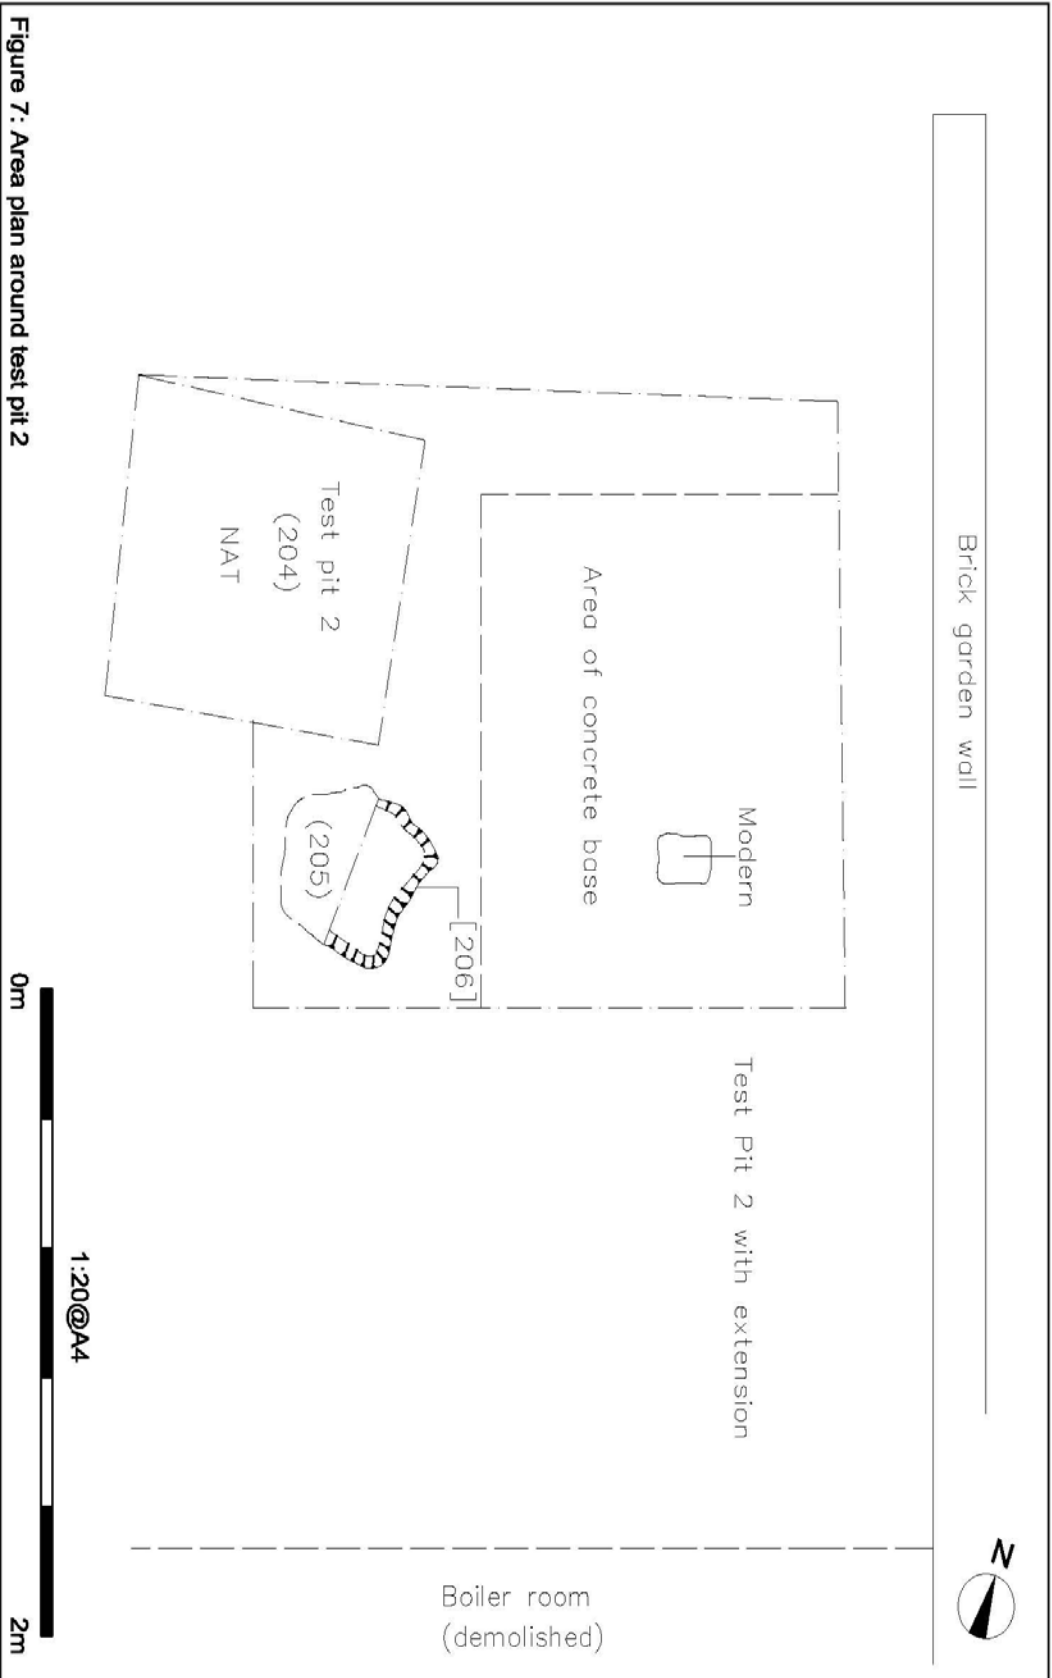 Brick garden wall
N
Modern
Test Pit 2 with extension
Area of concrete base
[206]
Test pit 2
(204)
NAT
(205)
Boiler room
(demolished)
1:20@A4
0m
2m
Figure 7: Area plan around test pit 2